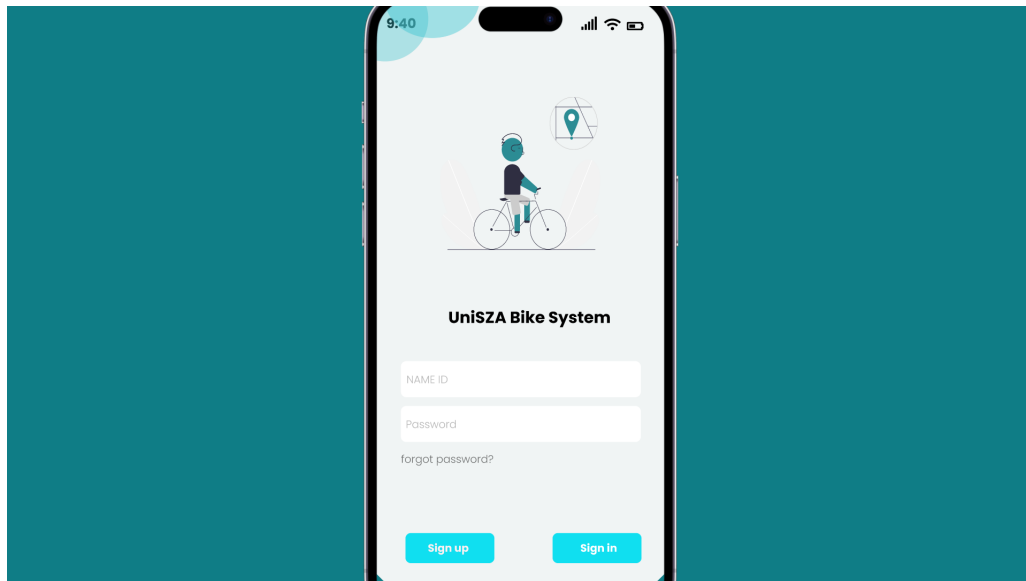 9:40
UniSZA Bike System
NAME ID
Password
forgot password?
Sign up
Sign in